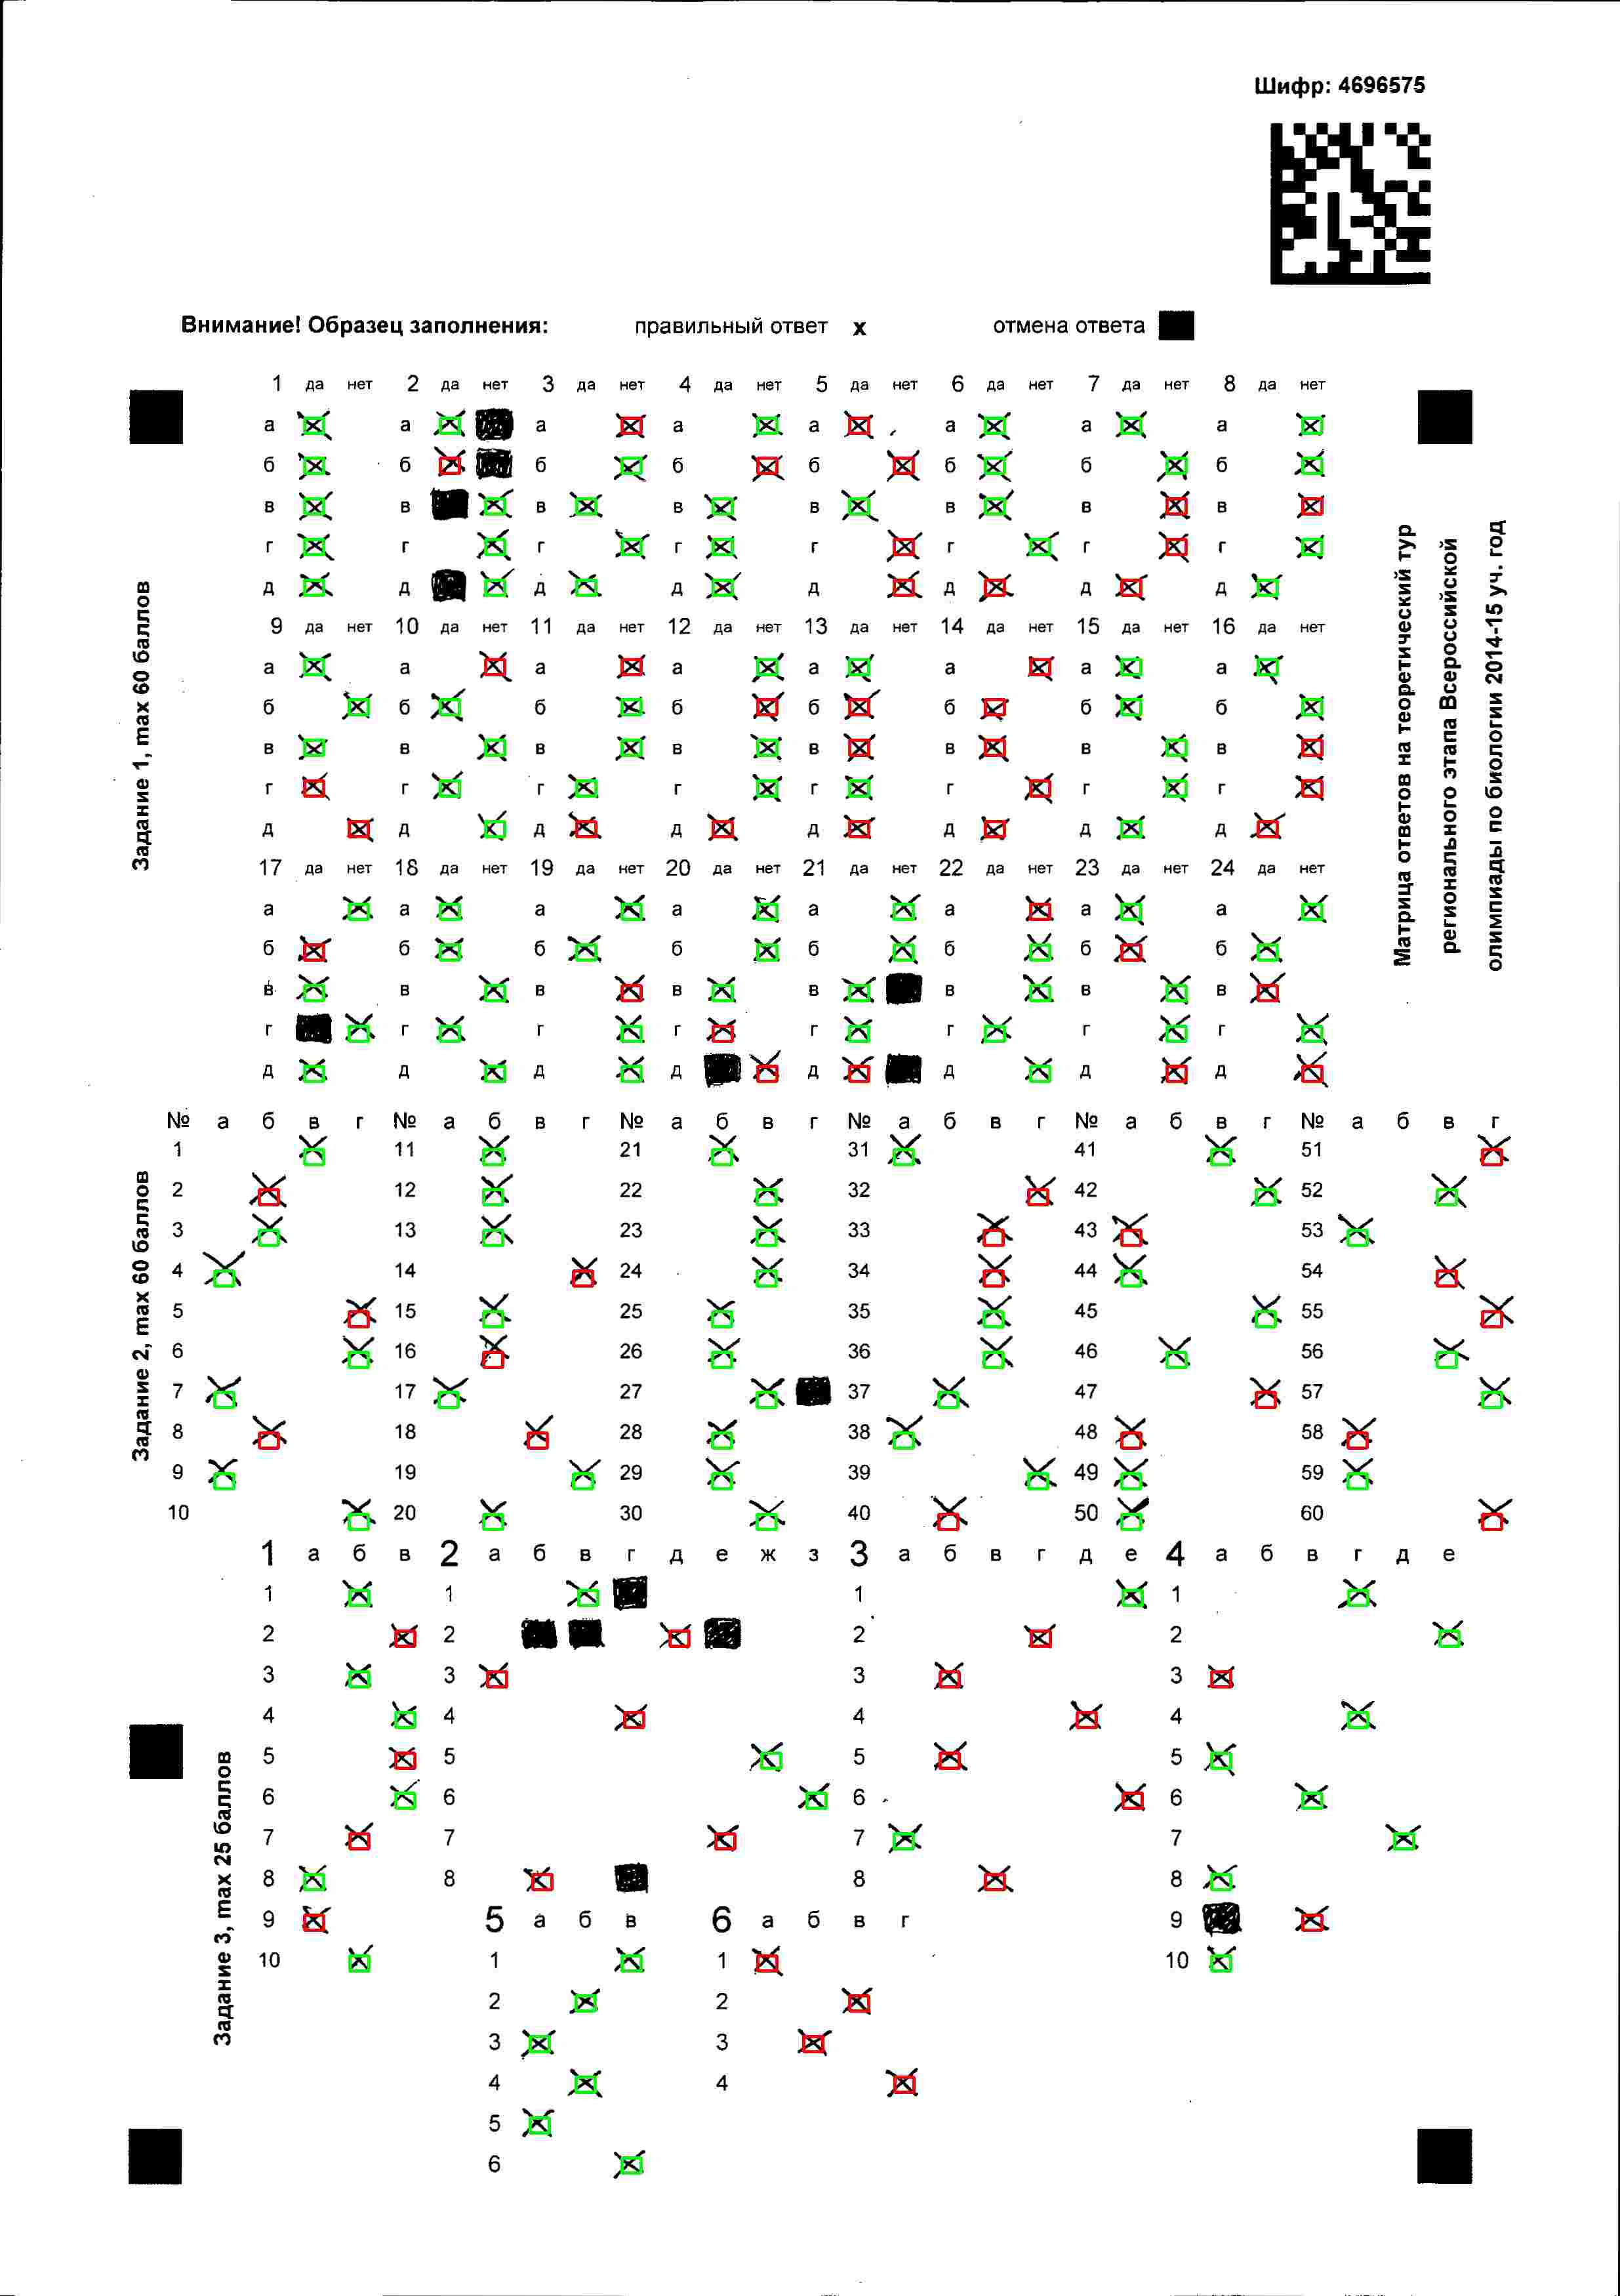 Шифр: 4696575
Внимание! Образец заполнения: правильный ответ x отмена ответа
1 да нет 2 да нет 3 да нет 4 да нет 5 да нет 6 да нет 7 да нет 8 да нет
а а а а а а а а
б б б б б б б б
в в в в в в в в
г г г г г г г г
д д д д д д д д
9 да нет 10 да нет 11 да нет 12 да нет 13 да нет 14 да нет 15 да нет 16 да нет
а а а а а а а а
б б б б б б б б
в в в в в в в в
г г г г г г г г
д д д д д д д д
17 да нет 18 да нет 19 да нет 20 да нет 21 да нет 22 да нет 23 да нет 24 да нет
а а а а а а а а
б б б б б б б б
в в в в в в в в
г г г г г г г г
д д д д д д д д
Задание 1, max 60 баллов
Матрица ответов на теоретический тур
регионального этапа Всероссийской
олимпиады по биологии 2014-15 уч. год
№ а б в г № а б в г № а б в г № а б в г № а б в г № а б в г
1 11 21 31 41 51
2 12 22 32 42 52
3 13 23 33 43 53
4 14 24 34 44 54
5 15 25 35 45 55
6 16 26 36 46 56
7 17 27 37 47 57
8 18 28 38 48 58
9 19 29 39 49 59
10 20 30 40 50 60
Задание 2, max 60 баллов
1 а б в 2 а б в г д е ж з 3 а б в г д е 4 а б в г д е
1 1 1 1
2 2 2 2
3 3 3 3
4 4 4 4
5 5 5 5
6 6 6 6
7 7 7 7
8 8 8 8
9 5 а б в 6 а б в г 9
10 1 1 10
2 2
3 3
4 4
5
6
Задание 3, max 25 баллов